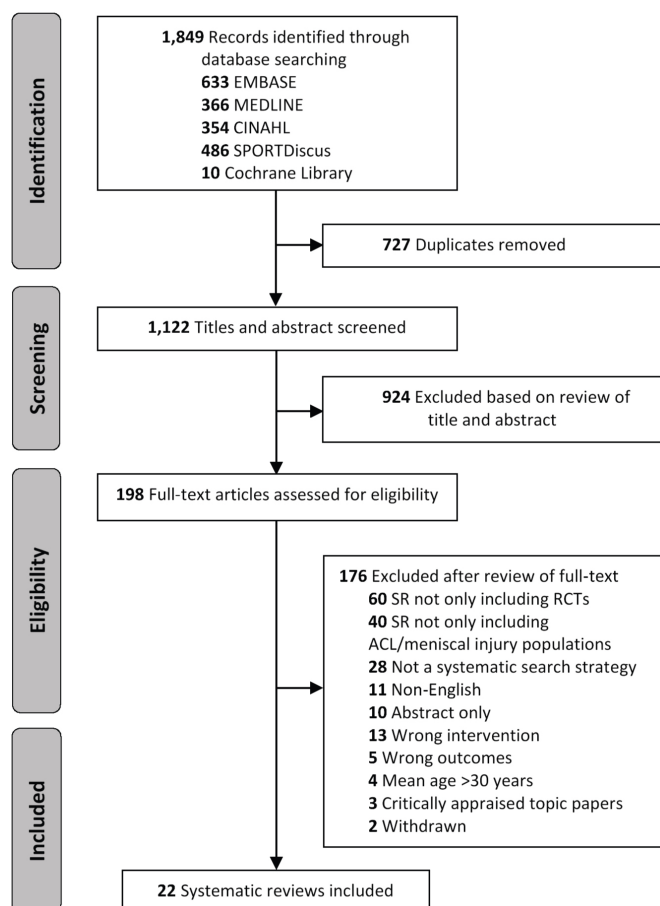 Identification
1,849 Records identified through
database searching
633 EMBASE
366 MEDLINE
354 CINAHL
486 SPORTDiscus
10 Cochrane Library
727 Duplicates removed
Screening
1,122 Titles and abstract screened
924 Excluded based on review of
title and abstract
Eligibility
198 Full-text articles assessed for eligibility
176 Excluded after review of full-text
60 SR not only including RCTs
40 SR not only including
ACL/meniscal injury populations
28 Not a systematic search strategy
11 Non-English
10 Abstract only
13 Wrong intervention
5 Wrong outcomes
4 Mean age >30 years
3 Critically appraised topic papers
2 Withdrawn
Included
22 Systematic reviews included